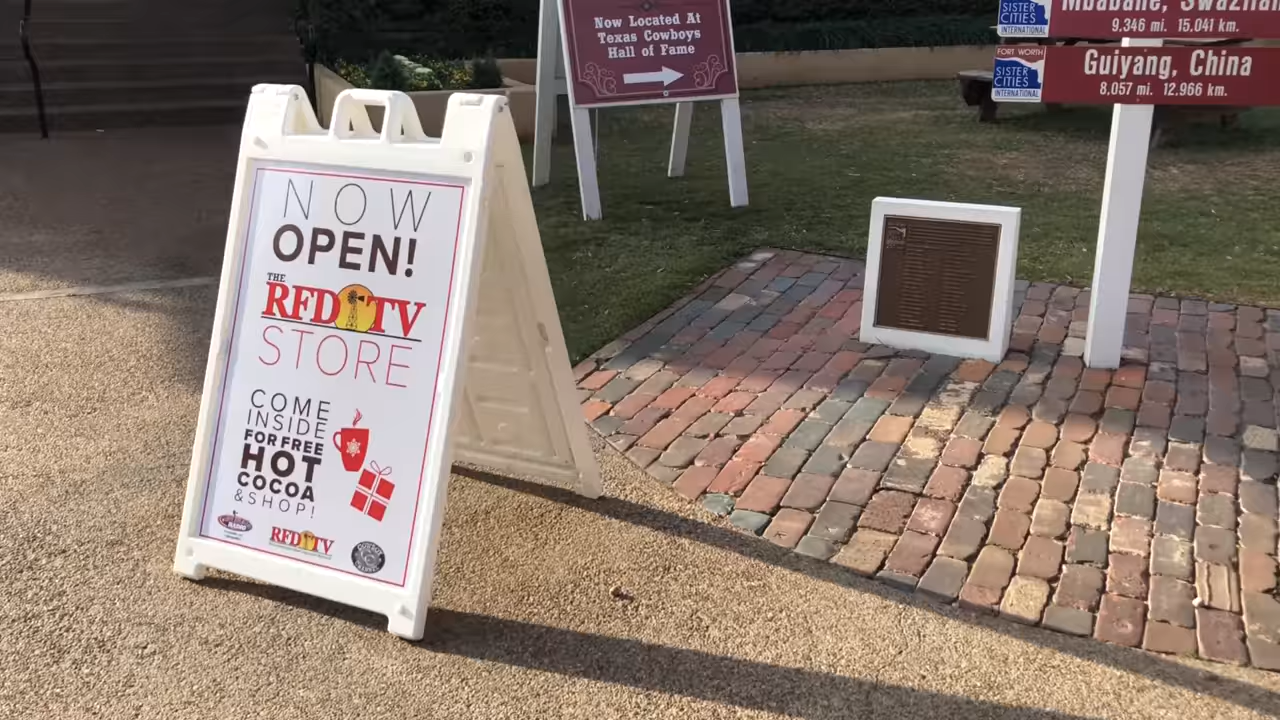 NOW
OPEN!
THE
RFD TV
STORE
COME
INSIDE
FOR FREE
HOT
COCOA
& SHOP!
RFD TV
Now Located At
Texas Cowboys
Hall of Fame
SISTER
CITIES
INTERNATIONAL
Mbabane, Swazilan
9,346 mi. 15,041 km.
FORT WORTH
SISTER
CITIES
INTERNATIONAL
Guiyang, China
8,057 mi. 12,966 km.